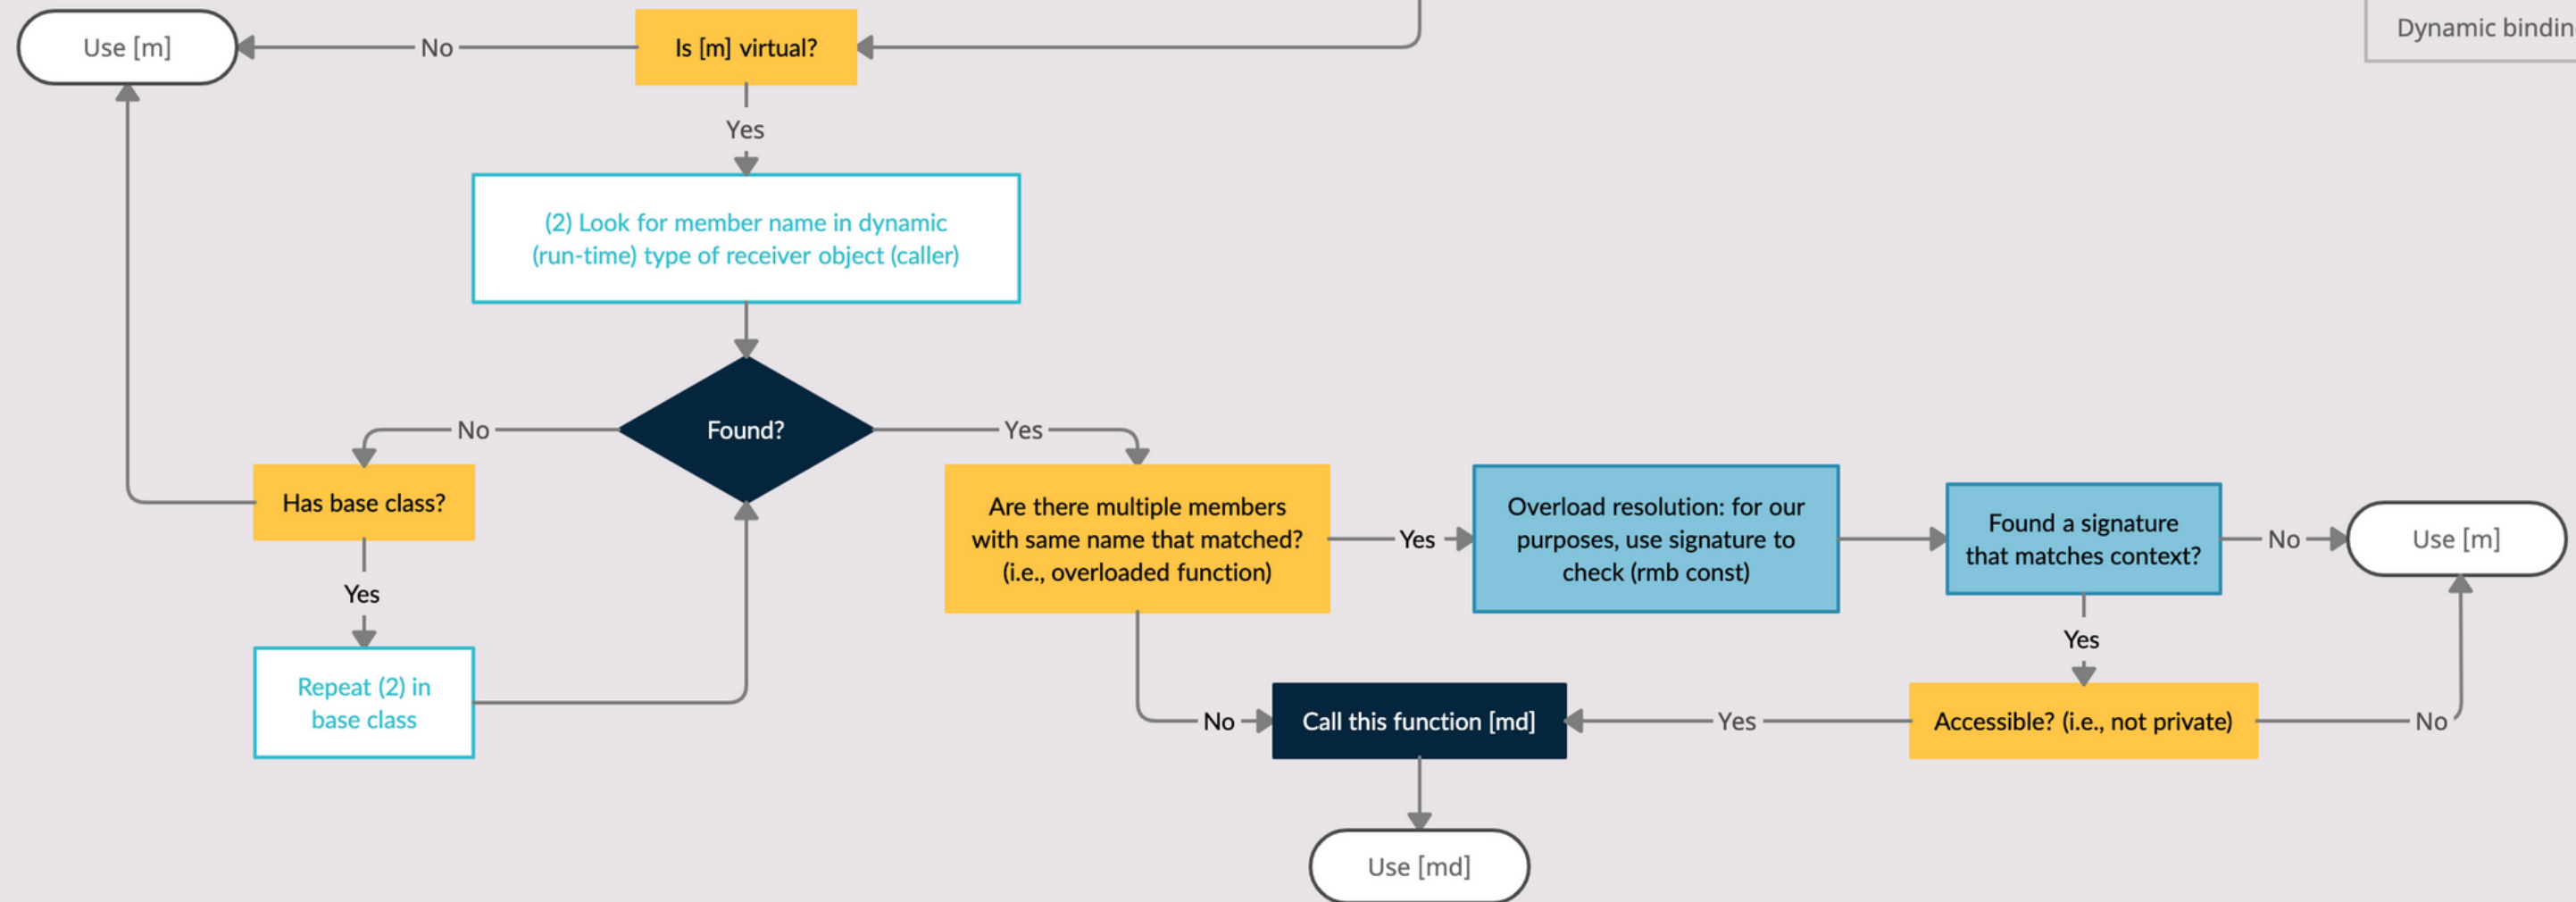 Use [m]
No
Is [m] virtual?
Dynamic
Yes
(2) Look for member name in dynamic
(run-time) type of receiver object (caller)
No
Found?
Yes
Has base class?
Are there multiple members
with same name that matched?
(i.e., overloaded function)
Yes
Overload resolution: for our
purposes, use signature to
check (rmb const)
Found a signature
that matches context?
No
Use [m]
Yes
Yes
Repeat (2) in
base class
No
Call this function [md]
Yes
Accessible? (i.e., not private)
No
Use [md]